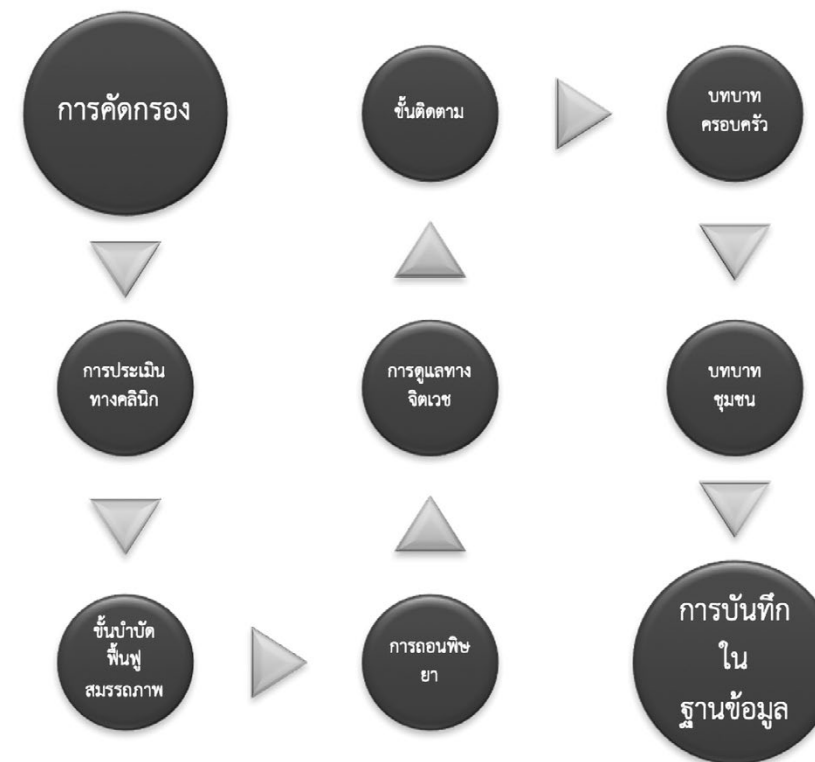 การคัดกรอง
การประเมิน
ทางคลินิก
ขั้นบำบัด
ฟื้นฟู
สมรรถภาพ
การถอนพิษ
ยา
การดูแลทาง
จิตเวช
ขั้นติดตาม
บทบาท
ครอบครัว
บทบาท
ชุมชน
การบันทึก
ใน
ฐานข้อมูล